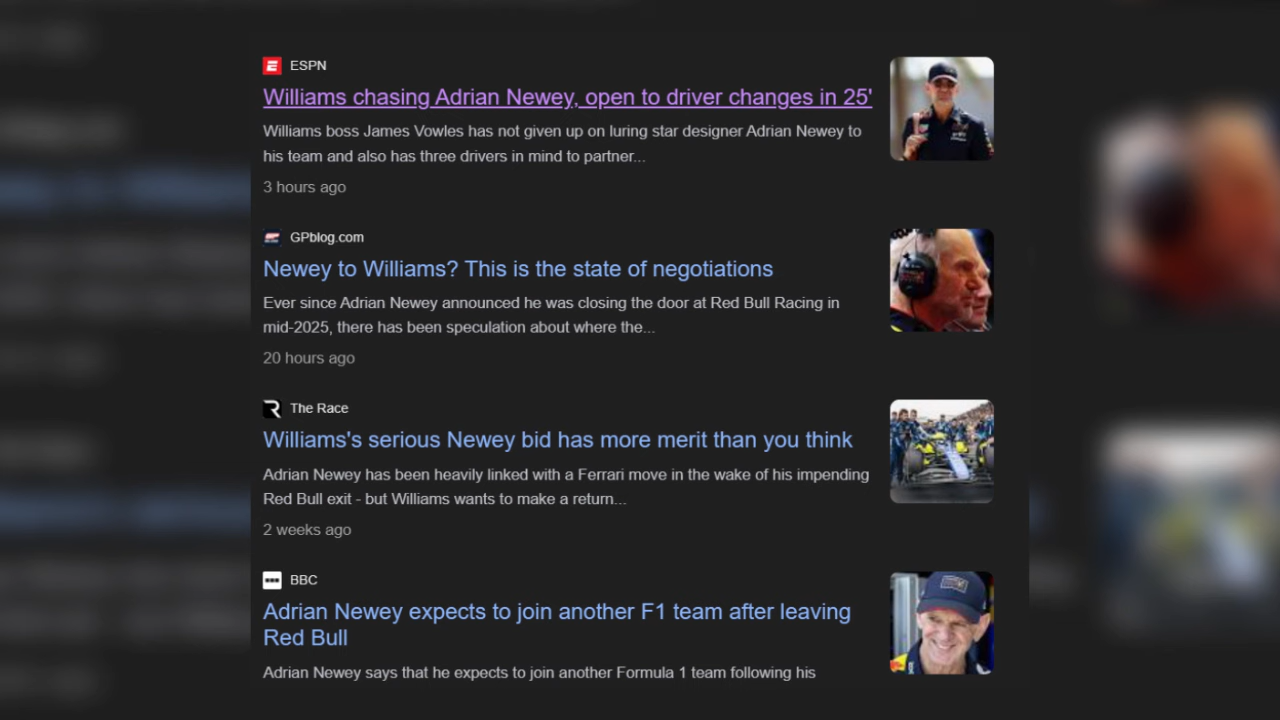 ESPN
Williams chasing Adrian Newey, open to driver changes in 25'
Williams boss James Vowles has not given up on luring star designer Adrian Newey to
his team and also has three drivers in mind to partner...
3 hours ago
GPblog.com
Newey to Williams? This is the state of negotiations
Ever since Adrian Newey announced he was closing the door at Red Bull Racing in
mid-2025, there has been speculation about where the...
20 hours ago
The Race
Williams's serious Newey bid has more merit than you think
Adrian Newey has been heavily linked with a Ferrari move in the wake of his impending
Red Bull exit - but Williams wants to make a return...
2 weeks ago
BBC
Adrian Newey expects to join another F1 team after leaving
Red Bull
Adrian Newey says that he expects to join another Formula 1 team following his